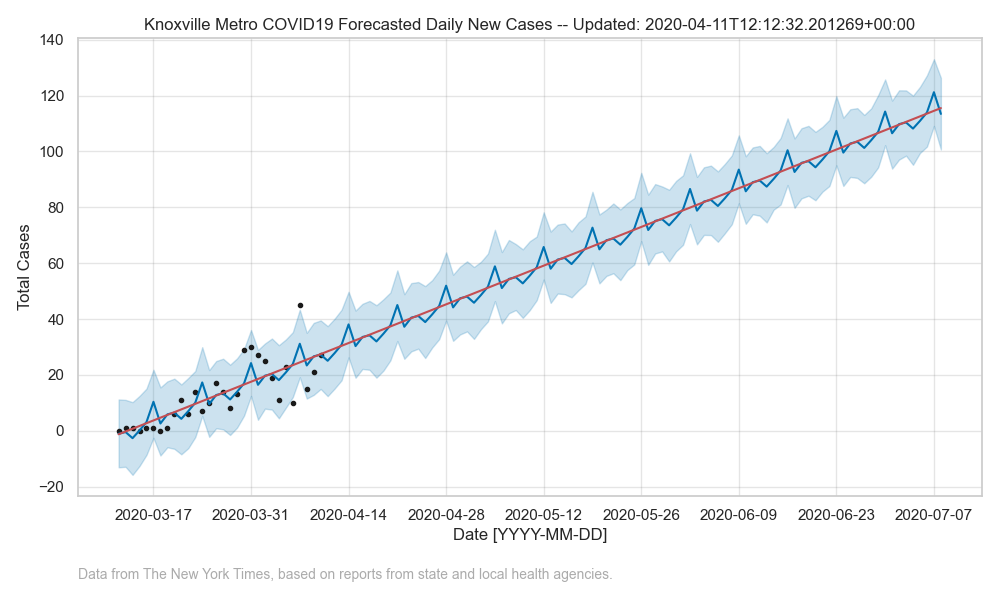 Knoxville Metro COVID19 Forecasted Daily New Cases -- Updated: 2020-04-11T12:12:32.201269+00:00
140
120
100
80
60
40
20
0
−20
Total Cases
2020-03-17 2020-03-31 2020-04-14 2020-04-28 2020-05-12 2020-05-26 2020-06-09 2020-06-23 2020-07-07
Date [YYYY-MM-DD]
Data from The New York Times, based on reports from state and local health agencies.